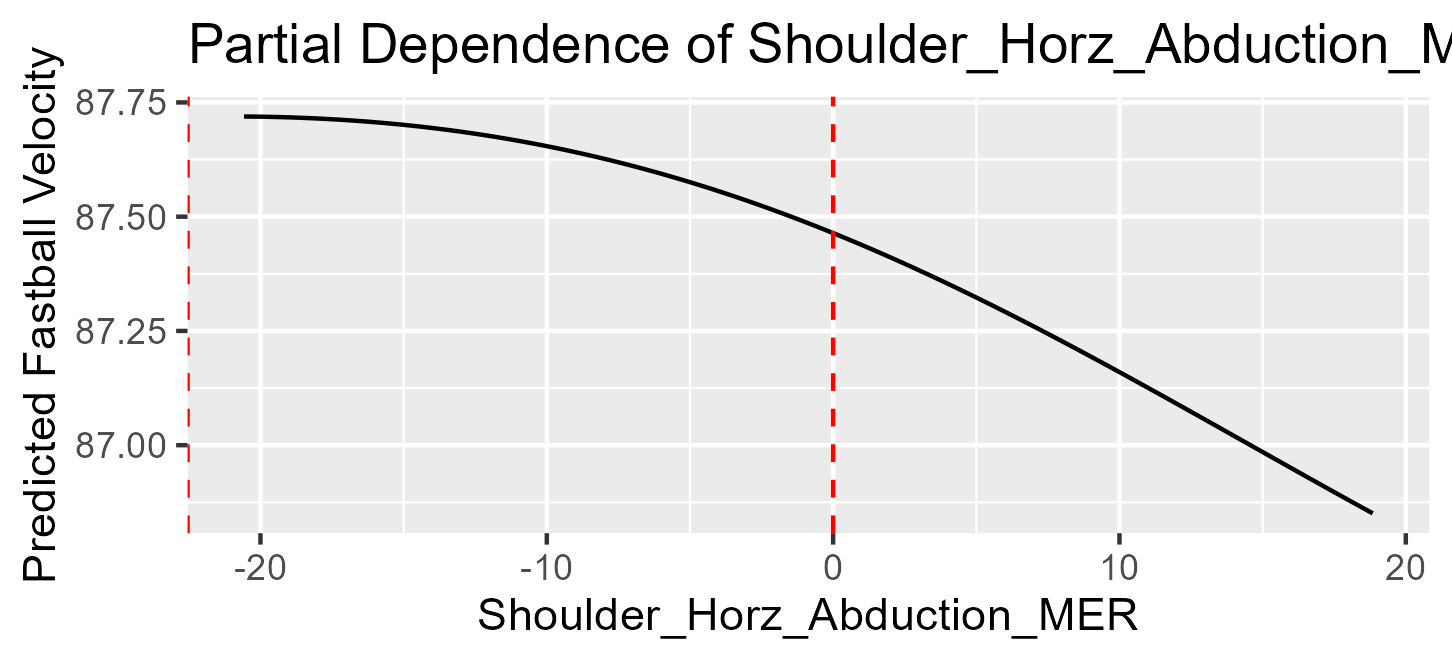 Partial Dependence of Shoulder_Horz_Abduction_M
Predicted Fastball Velocity
87.75
87.50
87.25
87.00
-20 -10 0 10 20
Shoulder_Horz_Abduction_MER